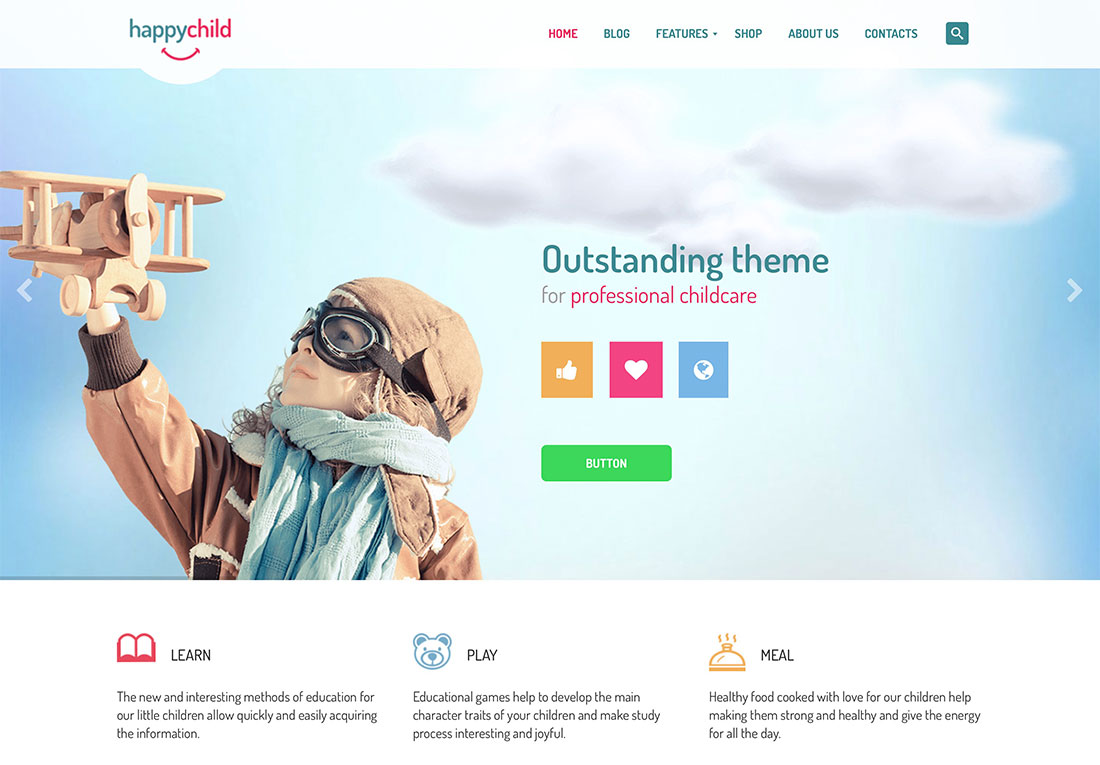 happychild
HOME BLOG FEATURES SHOP ABOUT US CONTACTS
Outstanding theme
for professional childcare
BUTTON
LEARN
The new and interesting methods of education for
our little children allow quickly and easily acquiring
the information.
PLAY
Educational games help to develop the main
character traits of your children and make study
process interesting and joyful.
MEAL
Healthy food cooked with love for our children help
making them strong and healthy and give the energy
for all the day.